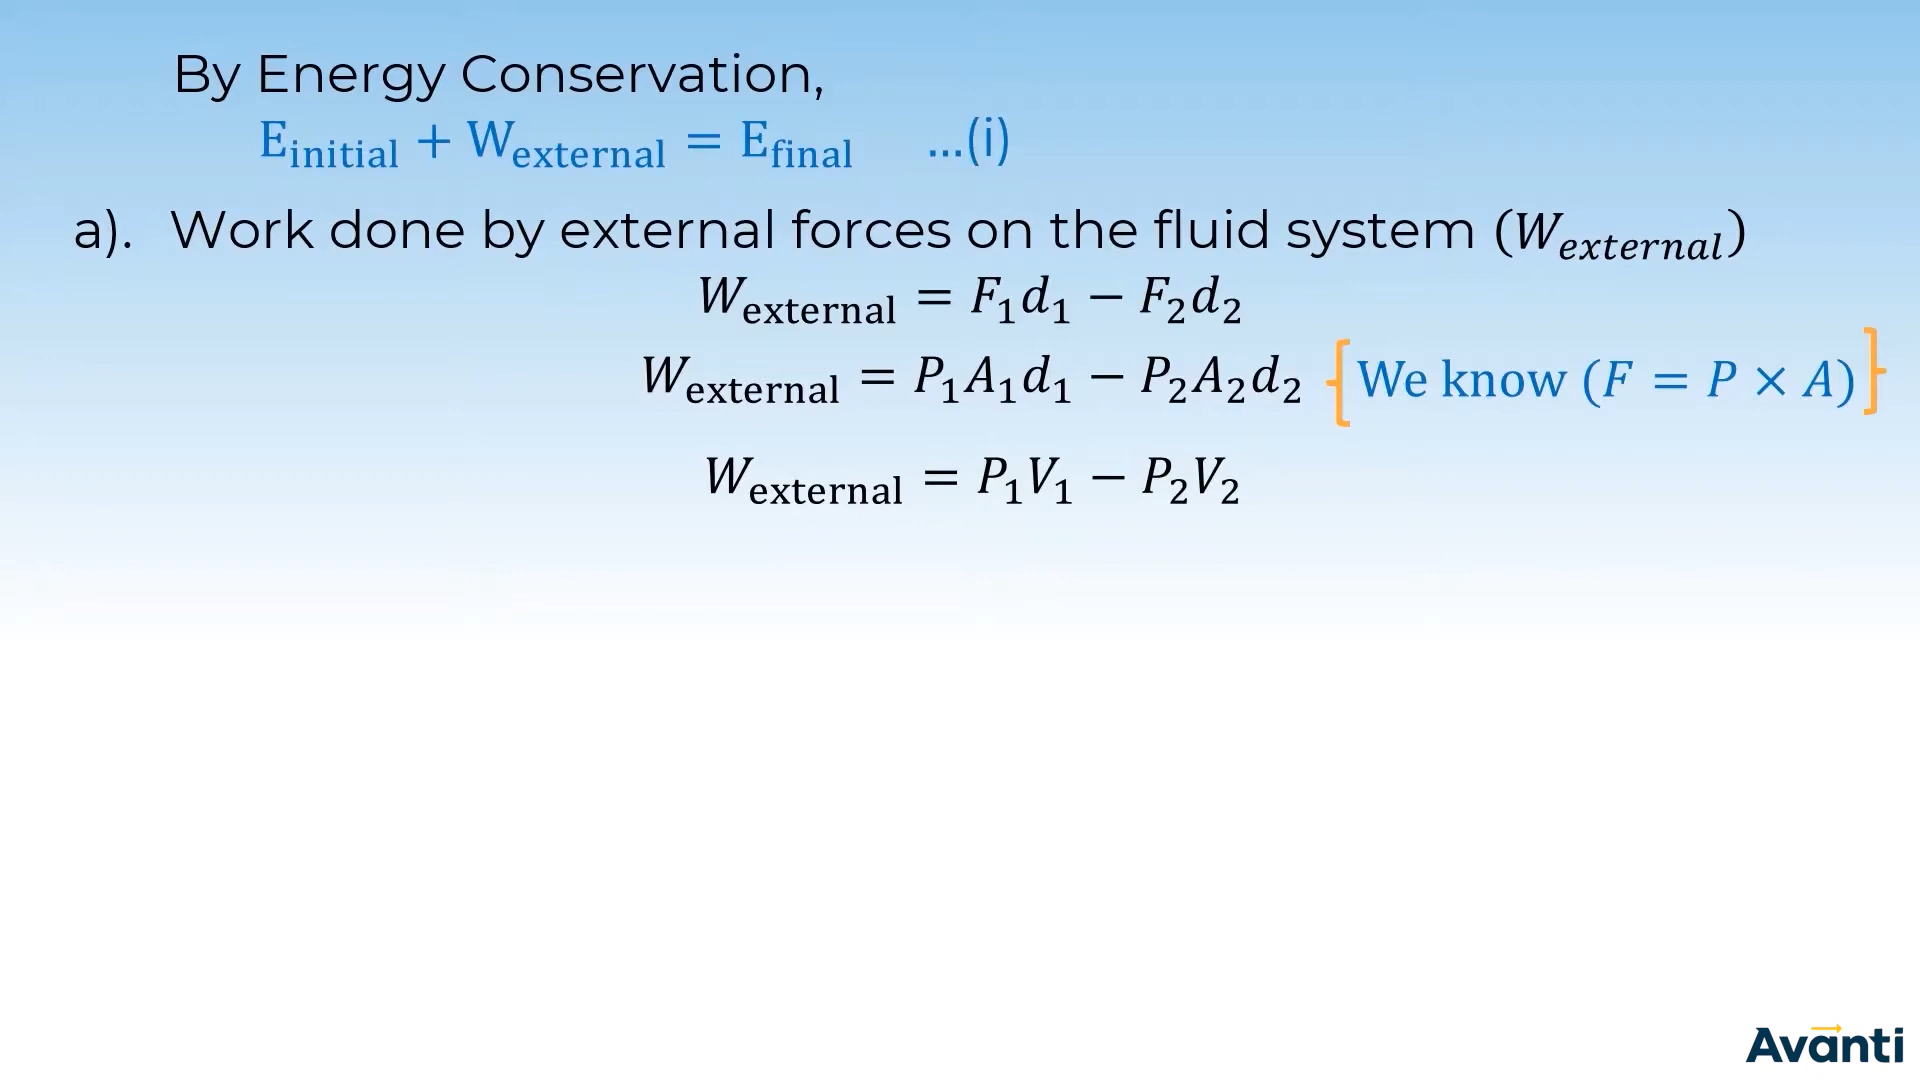 By Energy Conservation,
E_initial + W_external = E_final ...(i)
a). Work done by external forces on the fluid system (W_external)
W_external = F₁d₁ − F₂d₂
W_external = P₁A₁d₁ − P₂A₂d₂ {We know (F = P × A)}
W_external = P₁V₁ − P₂V₂
Avanti